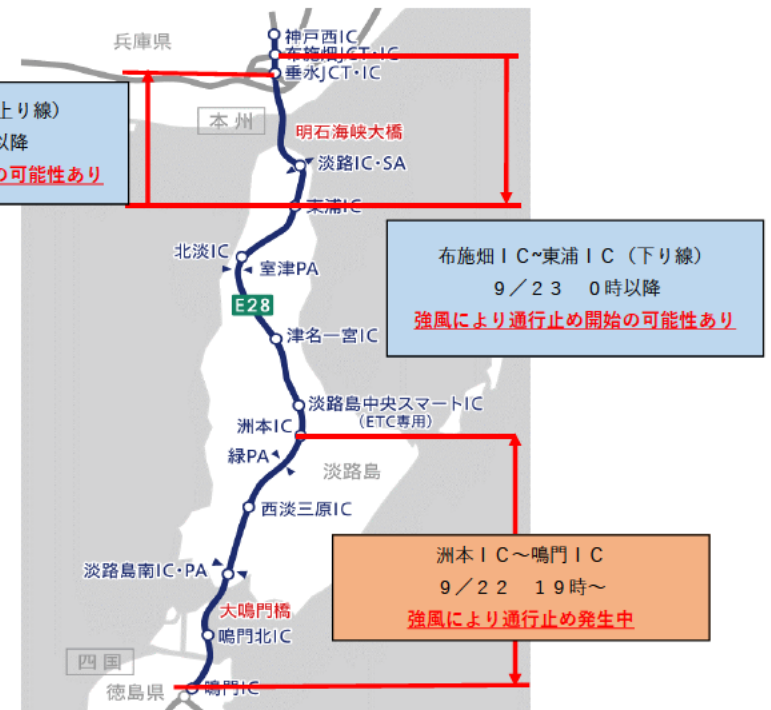 神戸西IC
兵庫県
布施畑JCT・IC
垂水JCT・IC
上り線）
以降
の可能性あり
本州
明石海峡大橋
淡路IC・SA
東浦IC
北淡IC
室津PA
布施畑ＩＣ~東浦ＩＣ（下り線）
９／２３　０時以降
強風により通行止め開始の可能性あり
E28
津名一宮IC
淡路島中央スマートIC
（ETC専用）
洲本IC
緑PA
淡路島
西淡三原IC
洲本ＩＣ～鳴門ＩＣ
９／２２　１９時～
強風により通行止め発生中
淡路島南IC・PA
大鳴門橋
鳴門北IC
四国
徳島県
鳴門IC